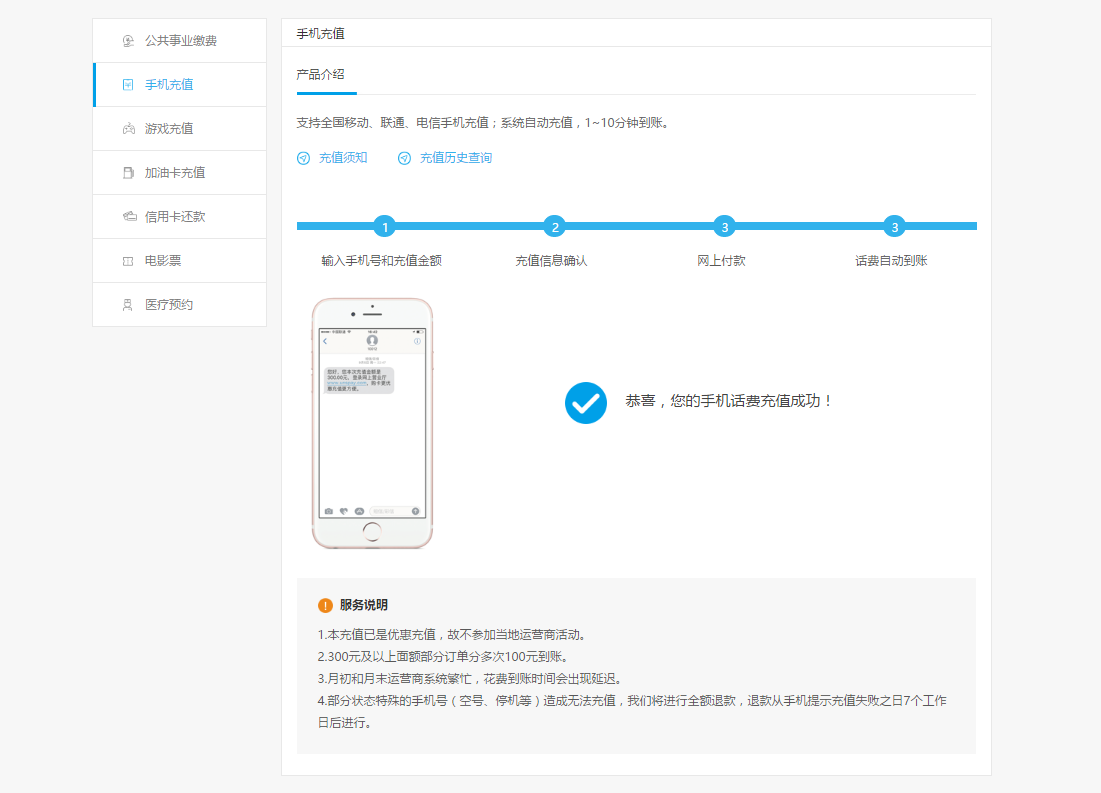 公共事业缴费
手机充值
游戏充值
加油卡充值
信用卡还款
电影票
医疗预约
手机充值
产品介绍
支持全国移动、联通、电信手机充值；系统自动充值，1~10分钟到账。
充值须知 充值历史查询
1 2 3 3
输入手机号和充值金额 充值信息确认 网上付款 话费自动到账
恭喜，您的手机话费充值成功！
服务说明
1.本充值已是优惠充值，故不参加当地运营商活动。
2.300元及以上面额部分订单分多次100元到账。
3.月初和月末运营商系统繁忙，花费到账时间会出现延迟。
4.部分状态特殊的手机号（空号、停机等）造成无法充值，我们将进行全额退款，退款从手机提示充值失败之日7个工作
日后进行。